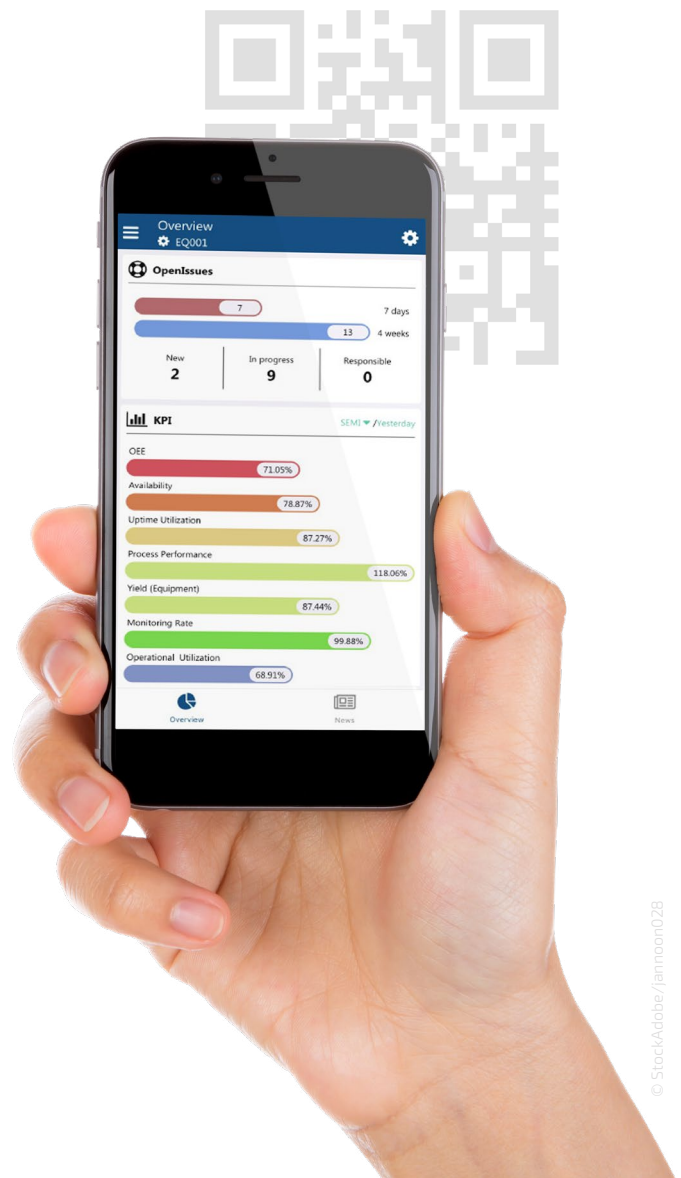 Overview
EQ001
OpenIssues
7 7 days
13 4 weeks
New In progress Responsible
2 9 0
KPI SEMI /Yesterday
OEE
71.05%
Availability
78.87%
Uptime Utilization
87.27%
Process Performance
118.06%
Yield (Equipment)
87.44%
Monitoring Rate
99.88%
Operational Utilization
68.91%
Overview News
© StockAdobe/jannoon028